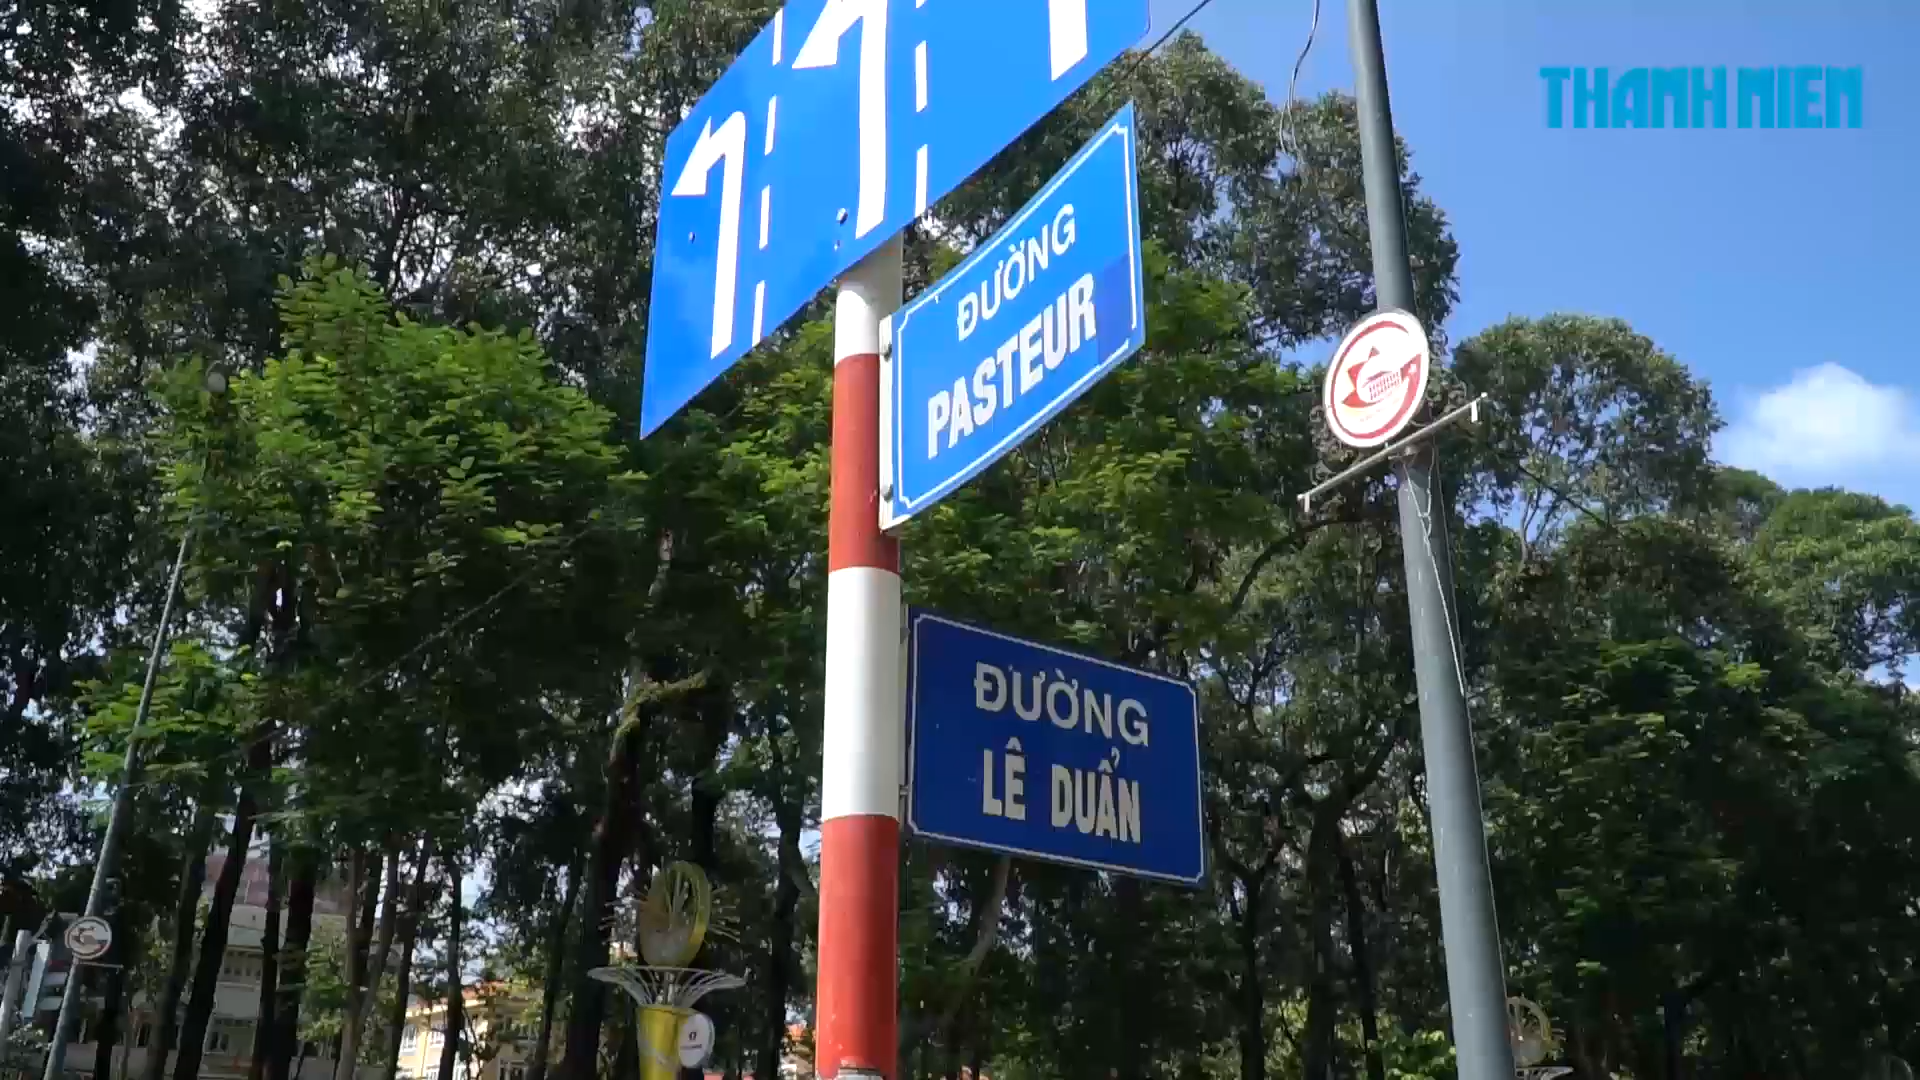 THANH NIEN
ĐƯỜNG
PASTEUR
ĐƯỜNG
LÊ DUẨN